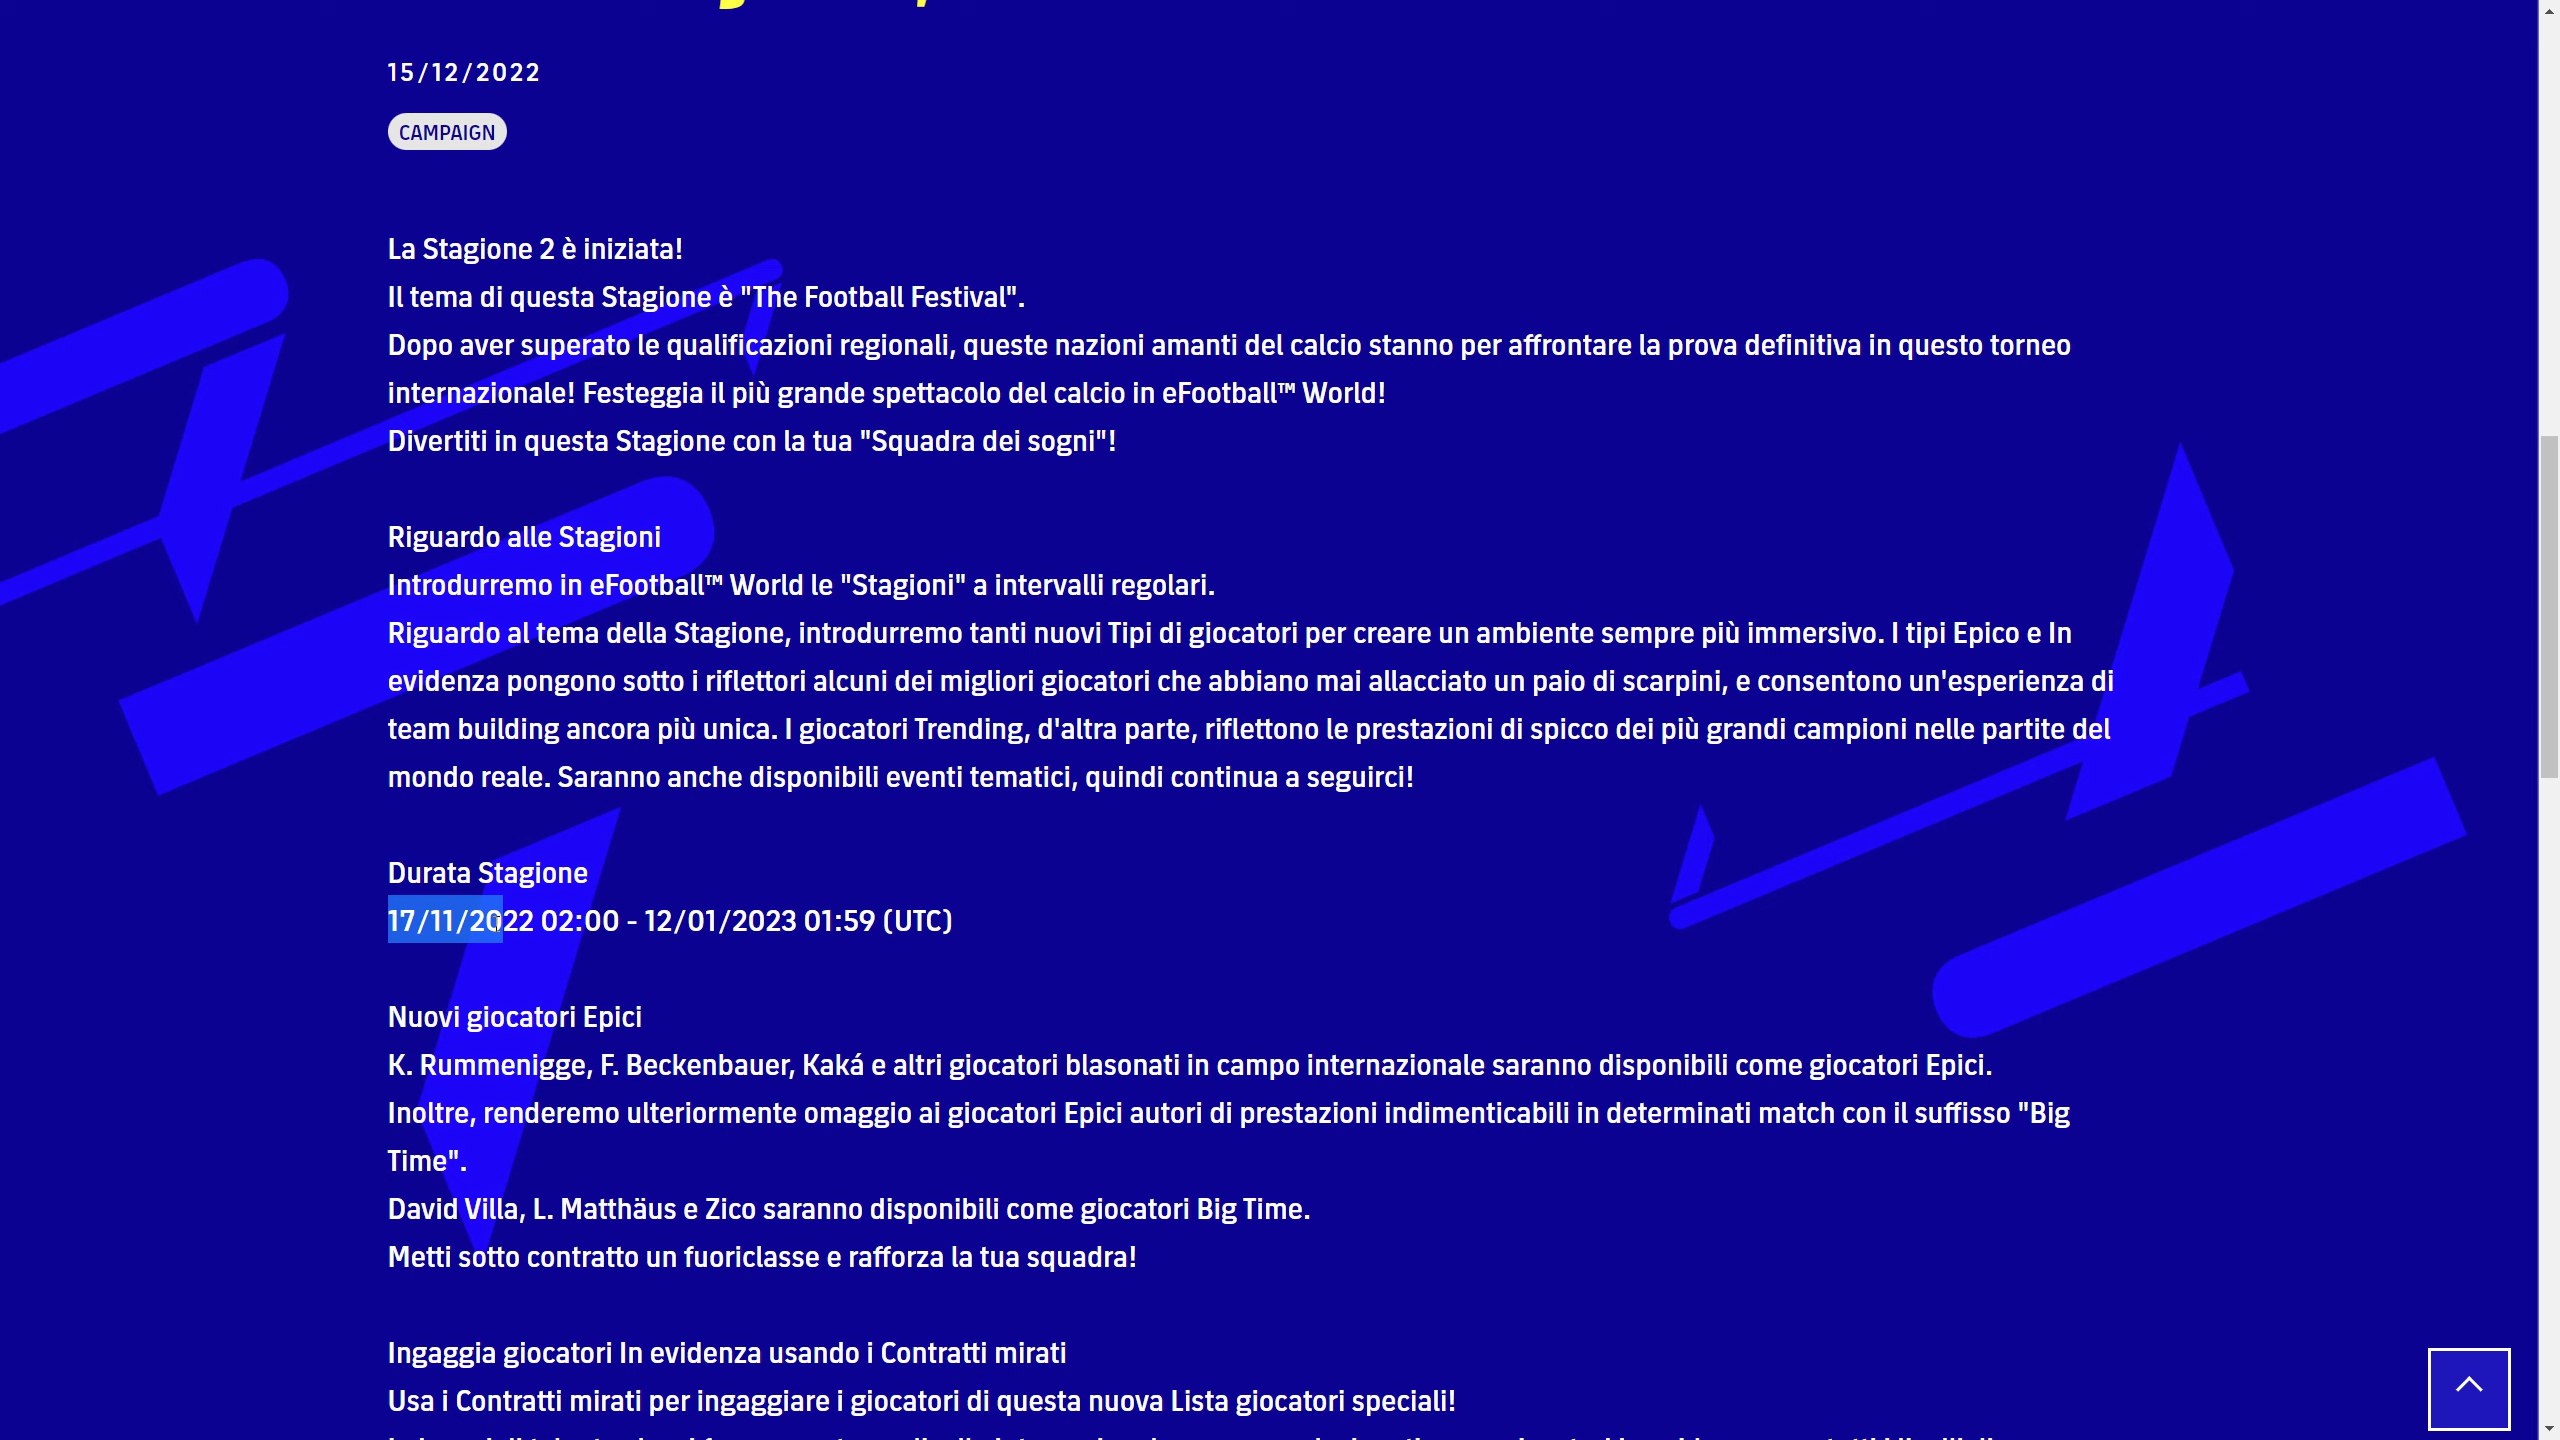 15/12/2022
CAMPAIGN
La Stagione 2 è iniziata!
Il tema di questa Stagione è "The Football Festival".
Dopo aver superato le qualificazioni regionali, queste nazioni amanti del calcio stanno per affrontare la prova definitiva in questo torneo
internazionale! Festeggia il più grande spettacolo del calcio in eFootball™ World!
Divertiti in questa Stagione con la tua "Squadra dei sogni"!
Riguardo alle Stagioni
Introdurremo in eFootball™ World le "Stagioni" a intervalli regolari.
Riguardo al tema della Stagione, introdurremo tanti nuovi Tipi di giocatori per creare un ambiente sempre più immersivo. I tipi Epico e In
evidenza pongono sotto i riflettori alcuni dei migliori giocatori che abbiano mai allacciato un paio di scarpini, e consentono un'esperienza di
team building ancora più unica. I giocatori Trending, d'altra parte, riflettono le prestazioni di spicco dei più grandi campioni nelle partite del
mondo reale. Saranno anche disponibili eventi tematici, quindi continua a seguirci!
Durata Stagione
17/11/2022 02:00 - 12/01/2023 01:59 (UTC)
Nuovi giocatori Epici
K. Rummenigge, F. Beckenbauer, Kaká e altri giocatori blasonati in campo internazionale saranno disponibili come giocatori Epici.
Inoltre, renderemo ulteriormente omaggio ai giocatori Epici autori di prestazioni indimenticabili in determinati match con il suffisso "Big
Time".
David Villa, L. Matthäus e Zico saranno disponibili come giocatori Big Time.
Metti sotto contratto un fuoriclasse e rafforza la tua squadra!
Ingaggia giocatori In evidenza usando i Contratti mirati
Usa i Contratti mirati per ingaggiare i giocatori di questa nuova Lista giocatori speciali!